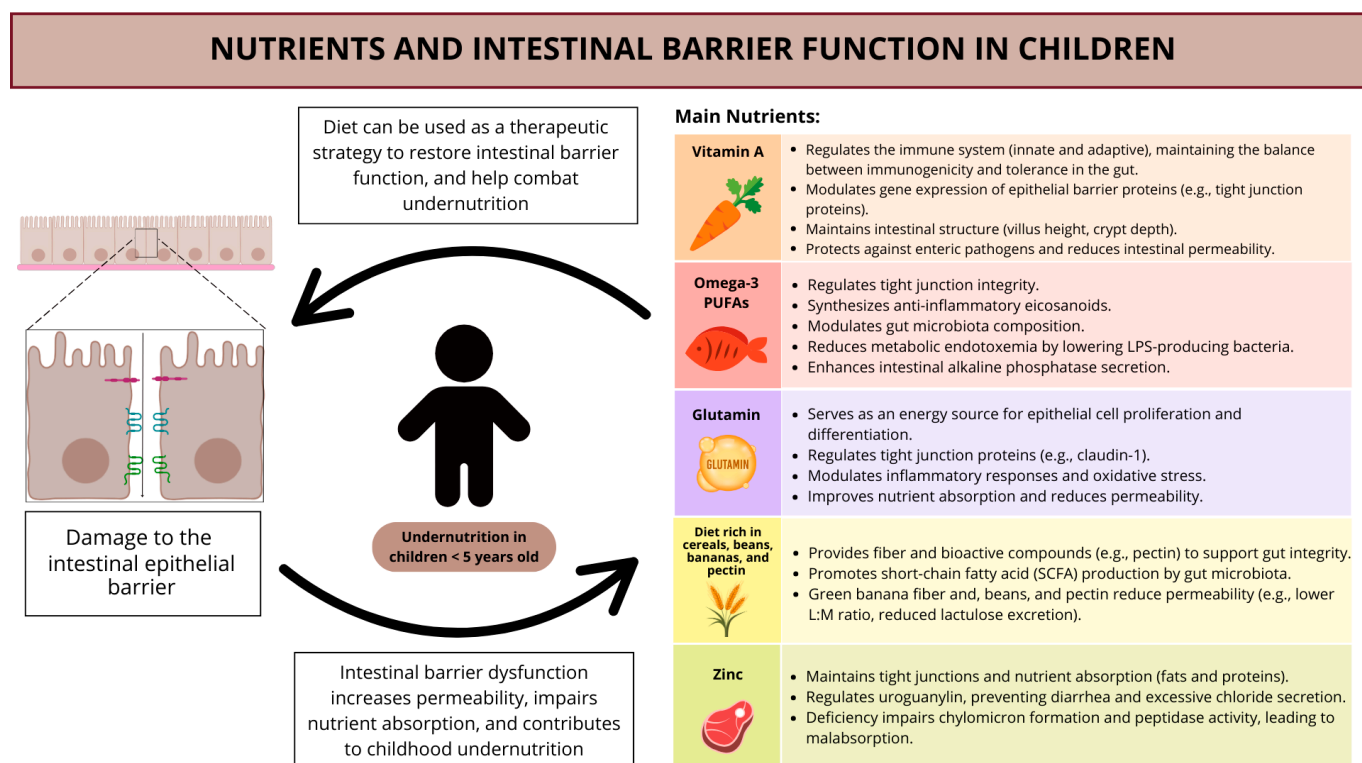 NUTRIENTS AND INTESTINAL BARRIER FUNCTION IN CHILDREN
Diet can be used as a therapeutic
strategy to restore intestinal barrier
function, and help combat
undernutrition
Damage to the
intestinal epithelial
barrier
Undernutrition in
children < 5 years old
Intestinal barrier dysfunction
increases permeability, impairs
nutrient absorption, and contributes
to childhood undernutrition
Main Nutrients:
Vitamin A
• Regulates the immune system (innate and adaptive), maintaining the balance
between immunogenicity and tolerance in the gut.
• Modulates gene expression of epithelial barrier proteins (e.g., tight junction
proteins).
• Maintains intestinal structure (villus height, crypt depth).
• Protects against enteric pathogens and reduces intestinal permeability.
Omega-3
PUFAs
• Regulates tight junction integrity.
• Synthesizes anti-inflammatory eicosanoids.
• Modulates gut microbiota composition.
• Reduces metabolic endotoxemia by lowering LPS-producing bacteria.
• Enhances intestinal alkaline phosphatase secretion.
Glutamin
GLUTAMIN
• Serves as an energy source for epithelial cell proliferation and
differentiation.
• Regulates tight junction proteins (e.g., claudin-1).
• Modulates inflammatory responses and oxidative stress.
• Improves nutrient absorption and reduces permeability.
Diet rich in
cereals, beans,
bananas, and
pectin
• Provides fiber and bioactive compounds (e.g., pectin) to support gut integrity.
• Promotes short-chain fatty acid (SCFA) production by gut microbiota.
• Green banana fiber and, beans, and pectin reduce permeability (e.g., lower
L:M ratio, reduced lactulose excretion).
Zinc
• Maintains tight junctions and nutrient absorption (fats and proteins).
• Regulates uroguanylin, preventing diarrhea and excessive chloride secretion.
• Deficiency impairs chylomicron formation and peptidase activity, leading to
malabsorption.